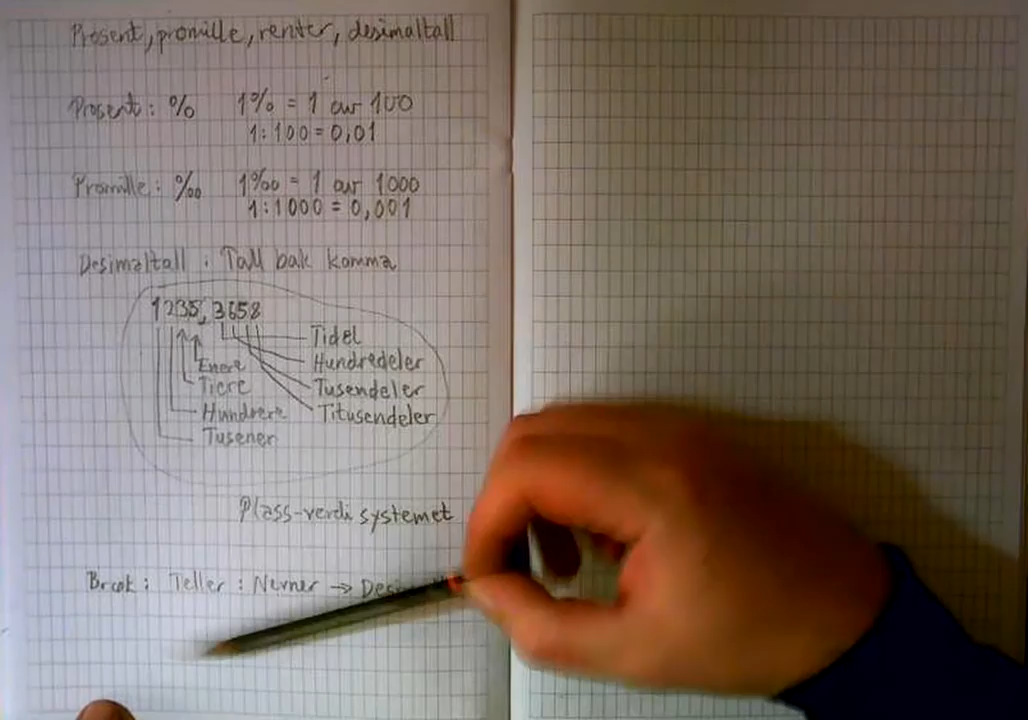 Prosent, promille, renter, desimaltall
Prosent: % 1% = 1 av 100
1:100 = 0,01
Promille: ‰ 1‰ = 1 av 1000
1:1000 = 0,001
Desimaltall: Tall bak komma
1235,3658
Tidel
Enere Hundredeler
Tiere Tusendeler
Hundrere Titusendeler
Tusener
Plass-verdi systemet
Brøk: Teller : Nevner →